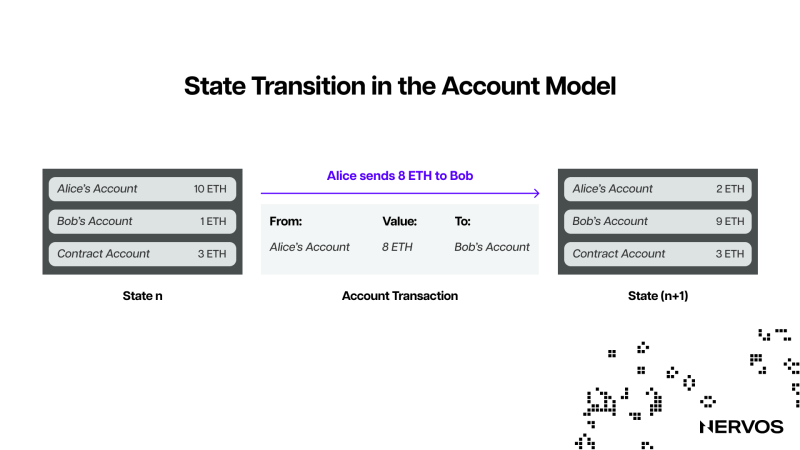 State Transition in the Account Model
Alice's Account 10 ETH
Bob's Account 1 ETH
Contract Account 3 ETH
State n
Alice sends 8 ETH to Bob
From: Value: To:
Alice's Account 8 ETH Bob's Account
Account Transaction
Alice's Account 2 ETH
Bob's Account 9 ETH
Contract Account 3 ETH
State (n+1)
NERVOS